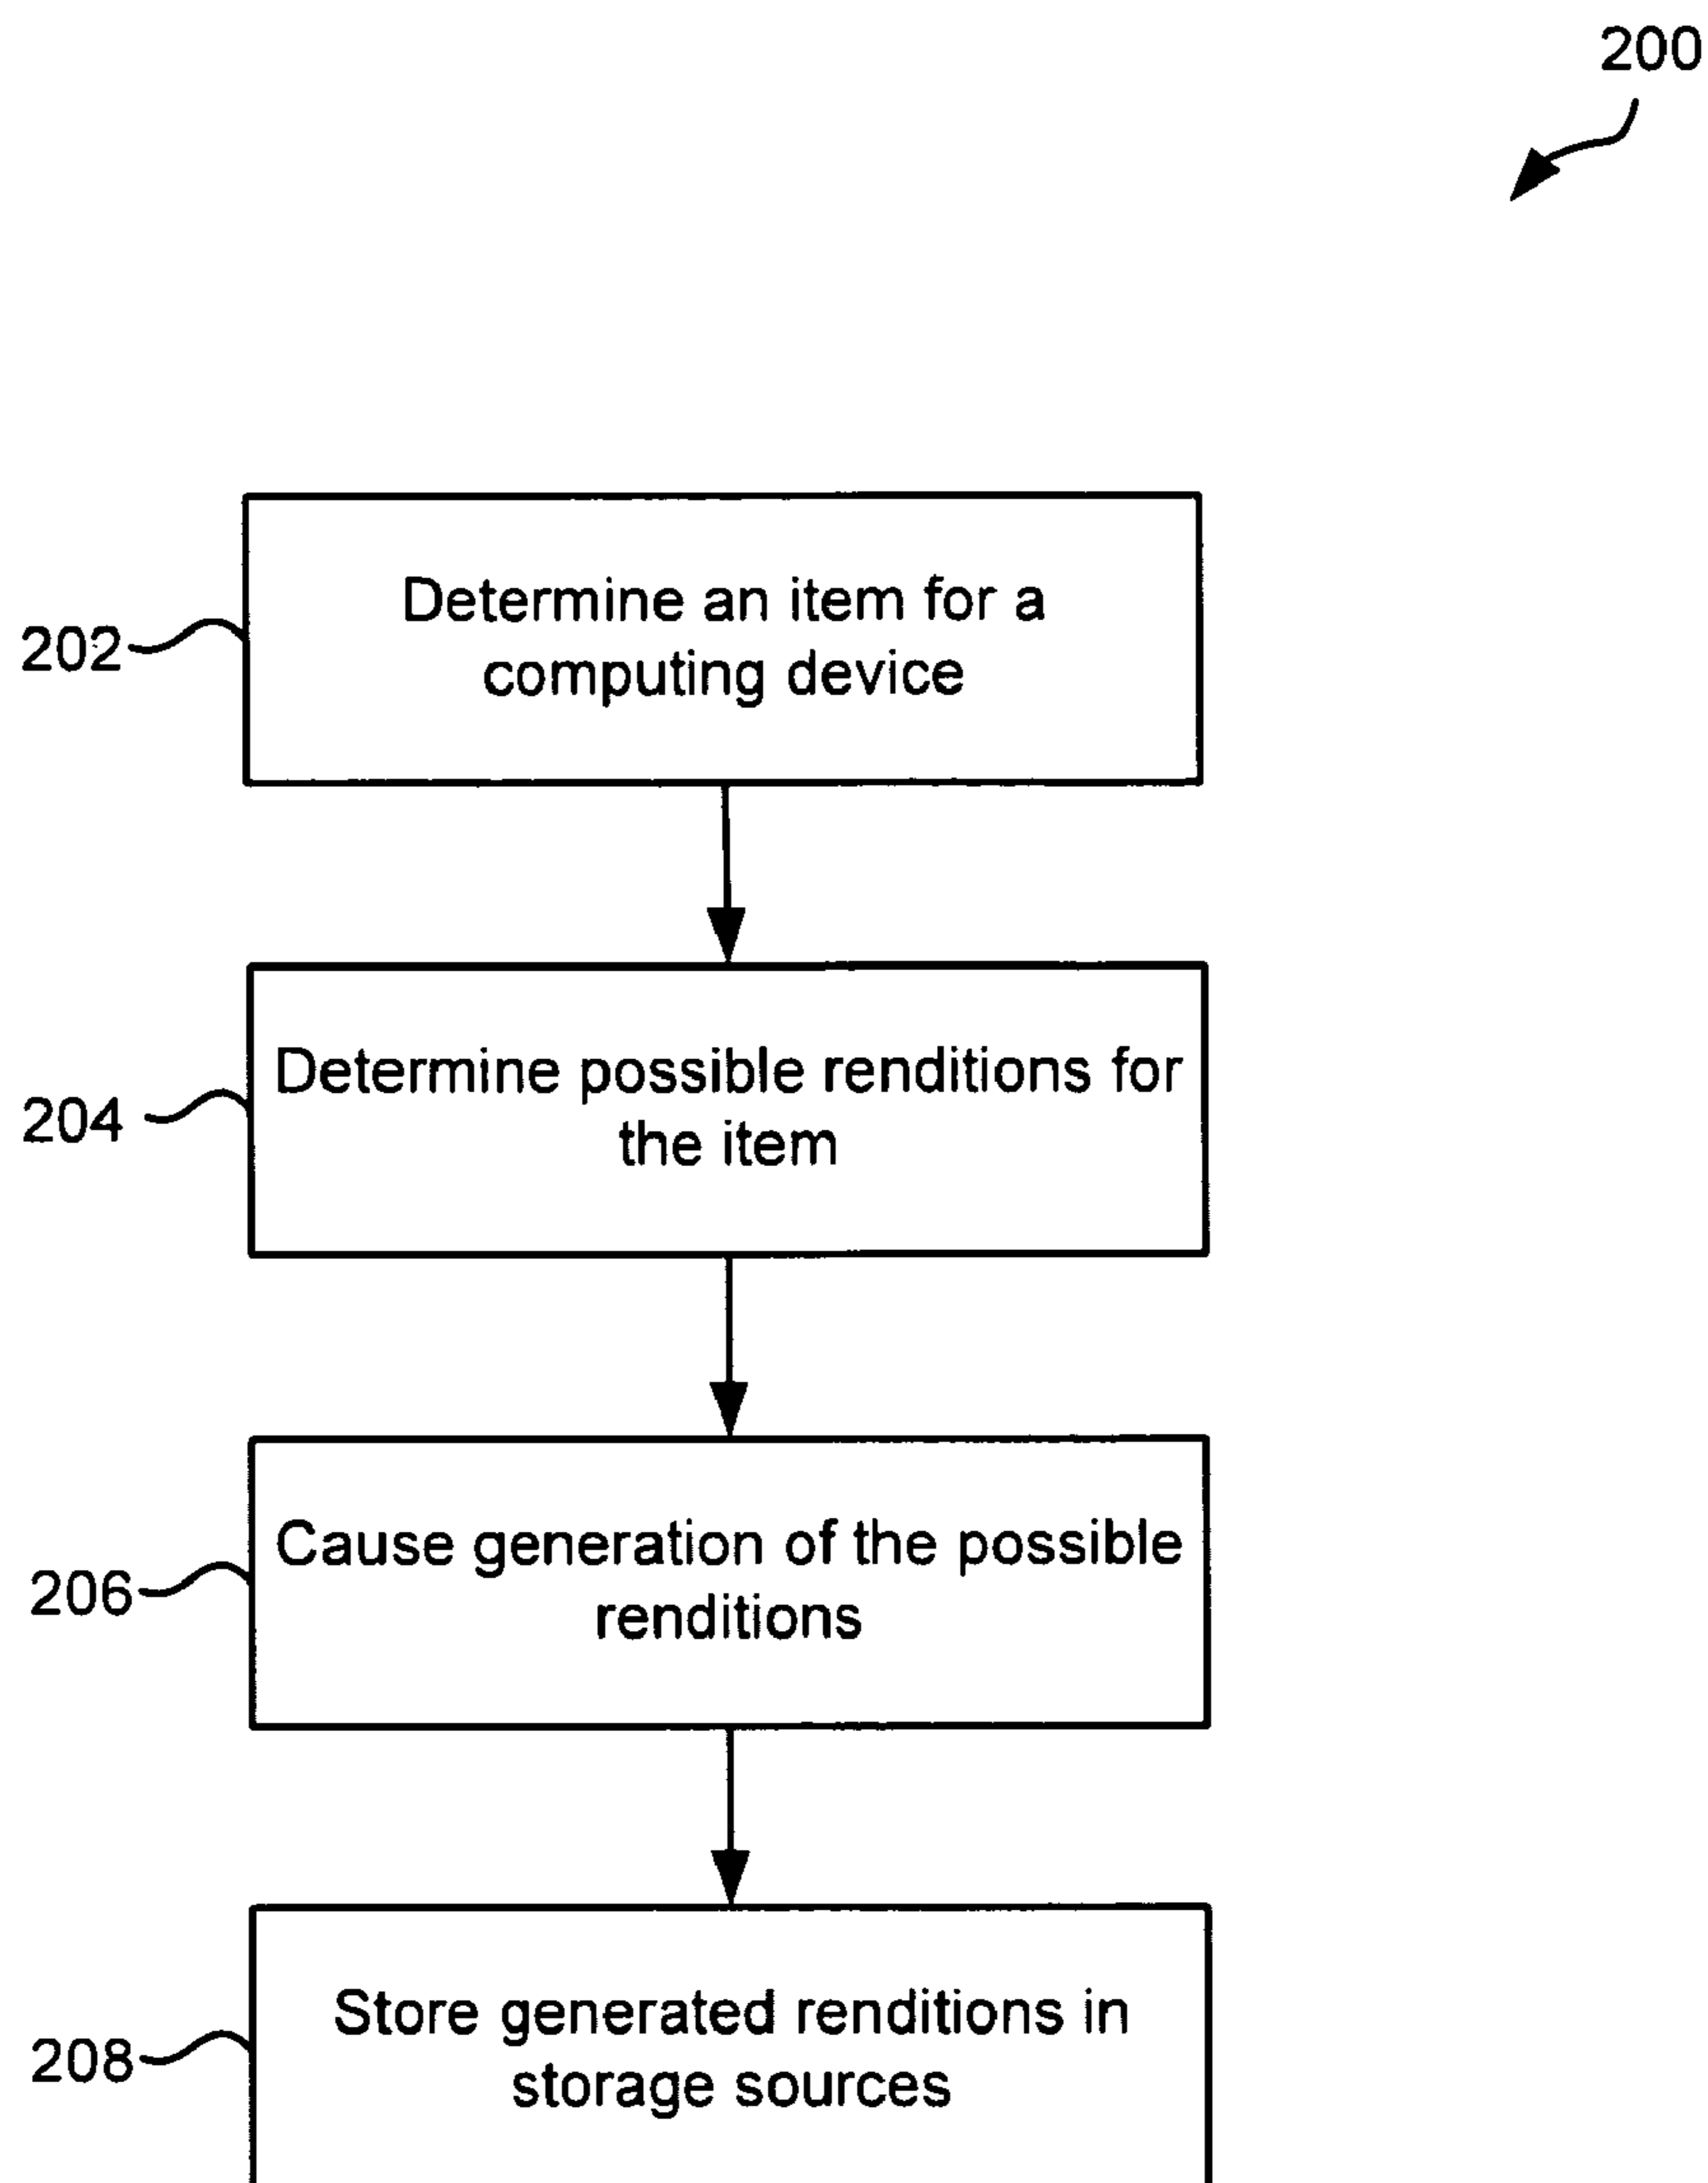 200
202
Determine an item for a
computing device
204
Determine possible renditions for
the item
206
Cause generation of the possible
renditions
208
Store generated renditions in
storage sources